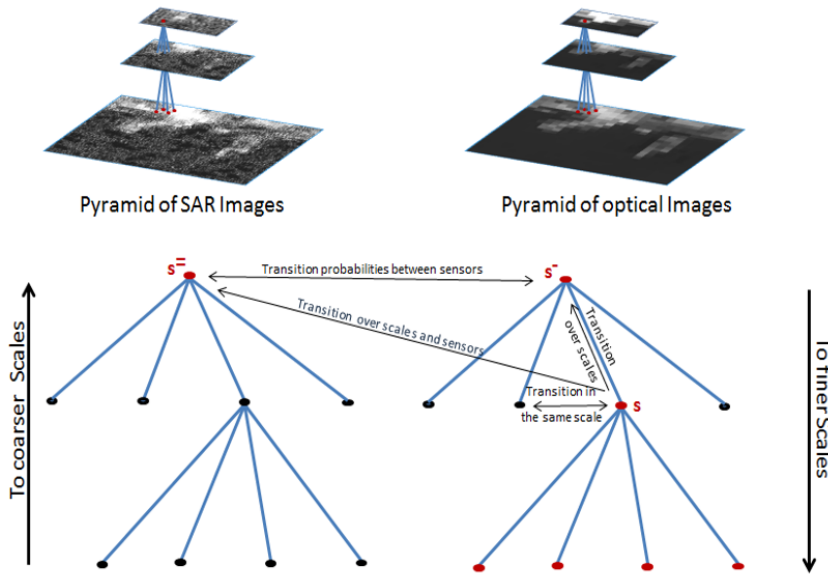 Pyramid of SAR Images
Pyramid of optical Images
s=
Transition probabilities between sensors
s-
Transition over scales and sensors
Transition
over scales
Transition in
the same scale
s
To coarser Scales
To finer Scales